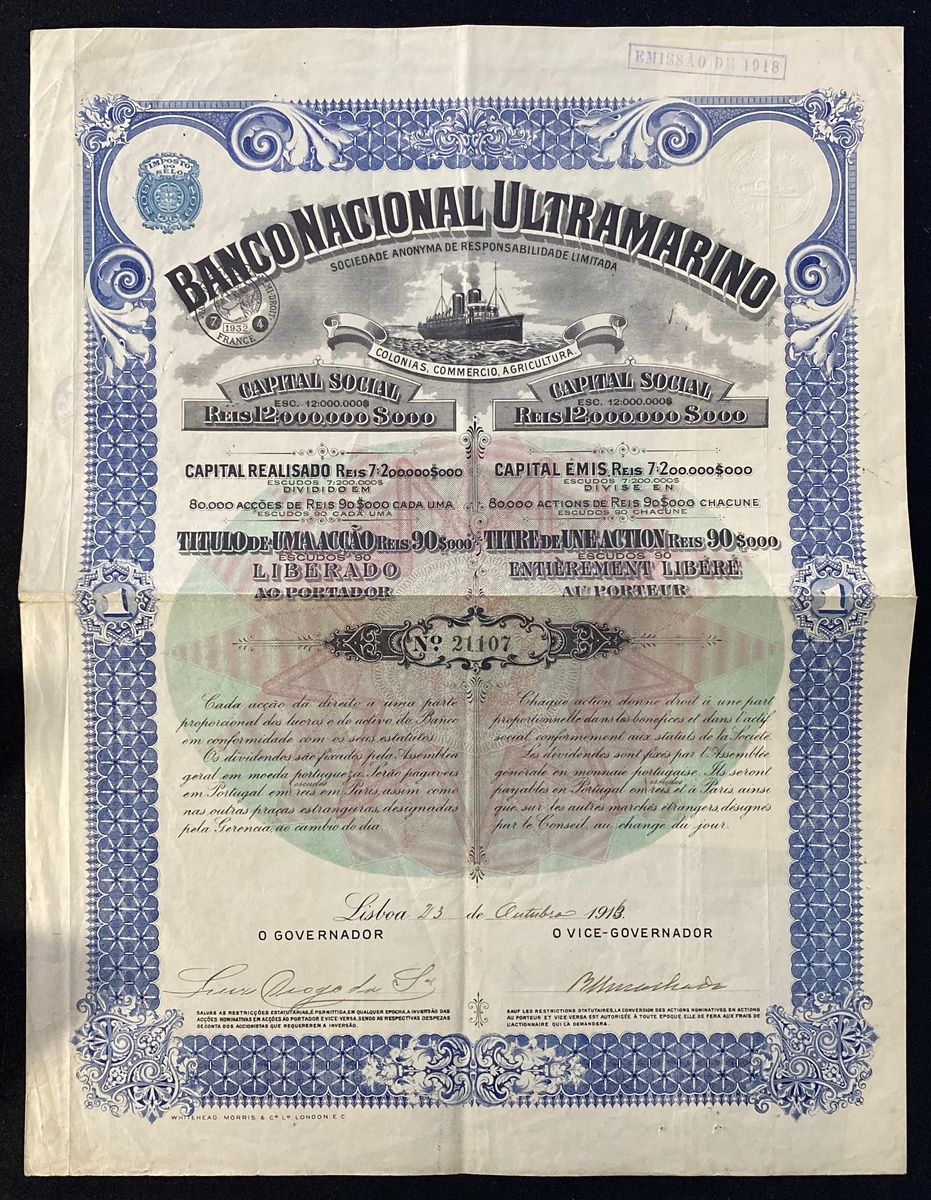 EMISSÃO DE 1918
IMPOSTO
DO
SELO
BANCO NACIONAL ULTRAMARINO
SOCIEDADE ANONYMA DE RESPONSABILIDADE LIMITADA
7 1932 4
FRANCE
COLONIAS, COMMERCIO, AGRICULTURA.
CAPITAL SOCIAL
ESC. 12:000.000$
REIS 12:000.000$000
CAPITAL SOCIAL
ESC. 12:000.000$
REIS 12:000.000$000
CAPITAL REALISADO REIS 7:200.000$000
ESCUDOS 7:200.000$
DIVIDIDO EM
80.000 ACÇÕES DE REIS 90$000 CADA UMA
ESCUDOS 90 CADA UMA
TITULO DE UMA ACÇÃO REIS 90$000
ESCUDOS 90
LIBERADO
AO PORTADOR
CAPITAL ÉMIS REIS 7:200.000$000
ESCUDOS 7:200.000$
DIVISE EN
80.000 ACTIONS DE REIS 90$000 CHACUNE
ESCUDOS 90 CHACUNE
TITRE DE UNE ACTION REIS 90$000
ESCUDOS 90
ENTIÈREMENT LIBÉRÉ
AU PORTEUR
1
1
Nº 21107
Cada acção dá direito a uma parte
proporcional dos lucros e do activo do Banco
em conformidade com os seus estatutos.
Os dividendos são fixados pela Assemblea
geral em moeda portugueza. Serão pagaveis
escudos
em Portugal em reis, em Paris, assim como
nas outras praças estrangeiras, designadas
pela Gerencia, ao cambio do dia.
Chaque action donne droit à une part
proportionnelle dans les benefices et dans l'actif
social conformement aux statuts de la Société.
Les dividendes sont fixés par l'Assemblée
générale en monnaie portugaise. Ils seront
escudos
payables en Portugal en reis et à Paris, ainsi
que sur les autres marchés étrangers désignés
par le Conseil, au change du jour.
Lisboa 23 de Outubro 1918.
O GOVERNADOR
O VICE-GOVERNADOR
SALVAS AS RESTRICÇÕES ESTATUTARIAS, É PERMITTIDA, EM QUALQUER EPOCHA, A INVERSÃO DAS
ACÇÕES NOMINATIVAS EM ACÇÕES AO PORTADOR E VICE-VERSA, SENDO AS RESPECTIVAS DESPEZAS
DE CONTA DOS ACCIONISTAS QUE REQUEREREM A INVERSÃO.
SAUF LES RESTRICTIONS STATUTAIRES, LA CONVERSION DES ACTIONS NOMINATIVES EN ACTIONS
AU PORTEUR ET VICE-VERSA EST AUTORISÉE À TOUTE ÉPOQUE ELLE SE FERA AUX FRAIS DE
L'ACTIONNAIRE QUI LA DEMANDERA.
WHITEHEAD, MORRIS & Cº Lº LONDON, E.C.